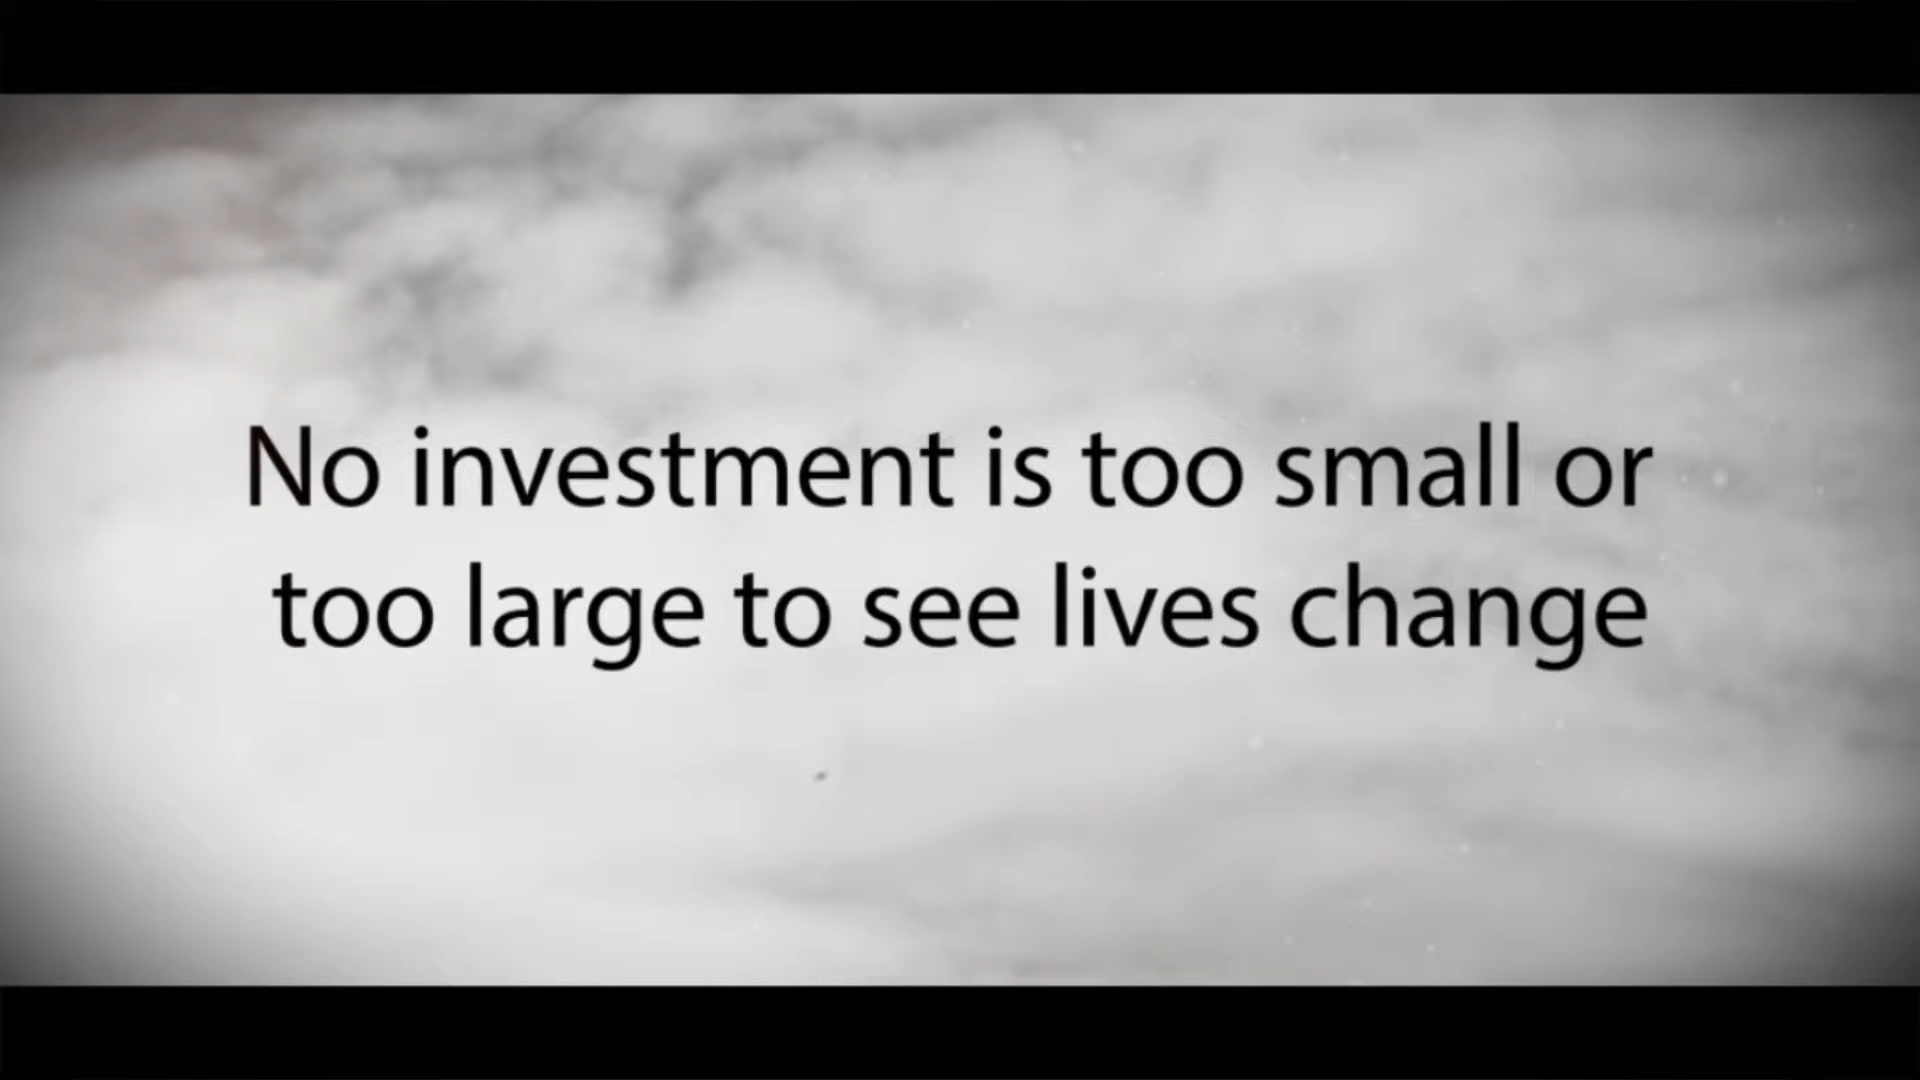 No investment is too small or
too large to see lives change